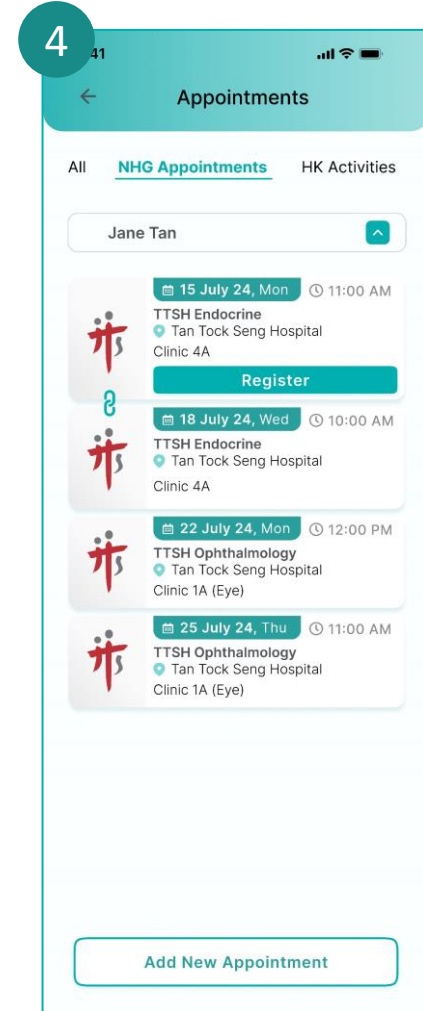 4
41
Appointments
All NHG Appointments HK Activities
Jane Tan
15 July 24, Mon 11:00 AM
TTSH Endocrine
Tan Tock Seng Hospital
Clinic 4A
Register
18 July 24, Wed 10:00 AM
TTSH Endocrine
Tan Tock Seng Hospital
Clinic 4A
22 July 24, Mon 12:00 PM
TTSH Ophthalmology
Tan Tock Seng Hospital
Clinic 1A (Eye)
25 July 24, Thu 11:00 AM
TTSH Ophthalmology
Tan Tock Seng Hospital
Clinic 1A (Eye)
Add New Appointment